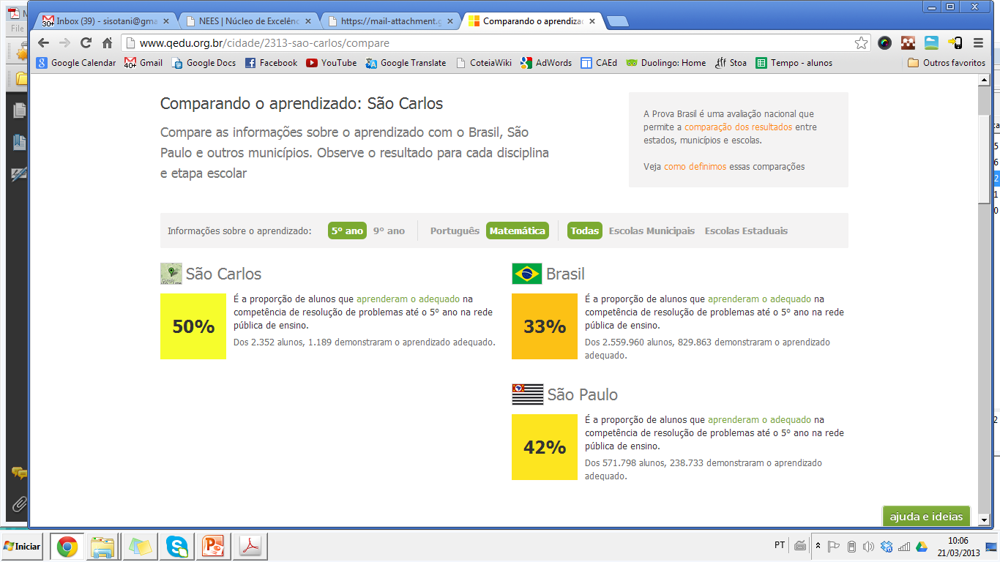 Inbox (39) - sisotani@gma
NEES | Núcleo de Excelênc
https://mail-attachment.g
Comparando o aprendizad
File
www.qedu.org.br/cidade/2313-sao-carlos/compare
Google Calendar
40+ Gmail
Google Docs
Facebook
YouTube
Google Translate
CoteiaWiki
AdWords
CAEd
Duolingo: Home
Stoa
Tempo - alunos
Outros favoritos
Comparando o aprendizado: São Carlos
Compare as informações sobre o aprendizado com o Brasil, São
Paulo e outros municípios. Observe o resultado para cada disciplina
e etapa escolar
A Prova Brasil é uma avaliação nacional que
permite a comparação dos resultados entre
estados, municípios e escolas.
Veja como definimos essas comparações
Informações sobre o aprendizado: 5º ano 9º ano Português Matemática Todas Escolas Municipais Escolas Estaduais
São Carlos
50%
É a proporção de alunos que aprenderam o adequado na
competência de resolução de problemas até o 5º ano na rede
pública de ensino.
Dos 2.352 alunos, 1.189 demonstraram o aprendizado adequado.
Brasil
33%
É a proporção de alunos que aprenderam o adequado na
competência de resolução de problemas até o 5º ano na rede
pública de ensino.
Dos 2.559.960 alunos, 829.863 demonstraram o aprendizado
adequado.
São Paulo
42%
É a proporção de alunos que aprenderam o adequado na
competência de resolução de problemas até o 5º ano na rede
pública de ensino.
Dos 571.798 alunos, 238.733 demonstraram o aprendizado
adequado.
ajuda e ideias
Iniciar
PT
10:06
21/03/2013